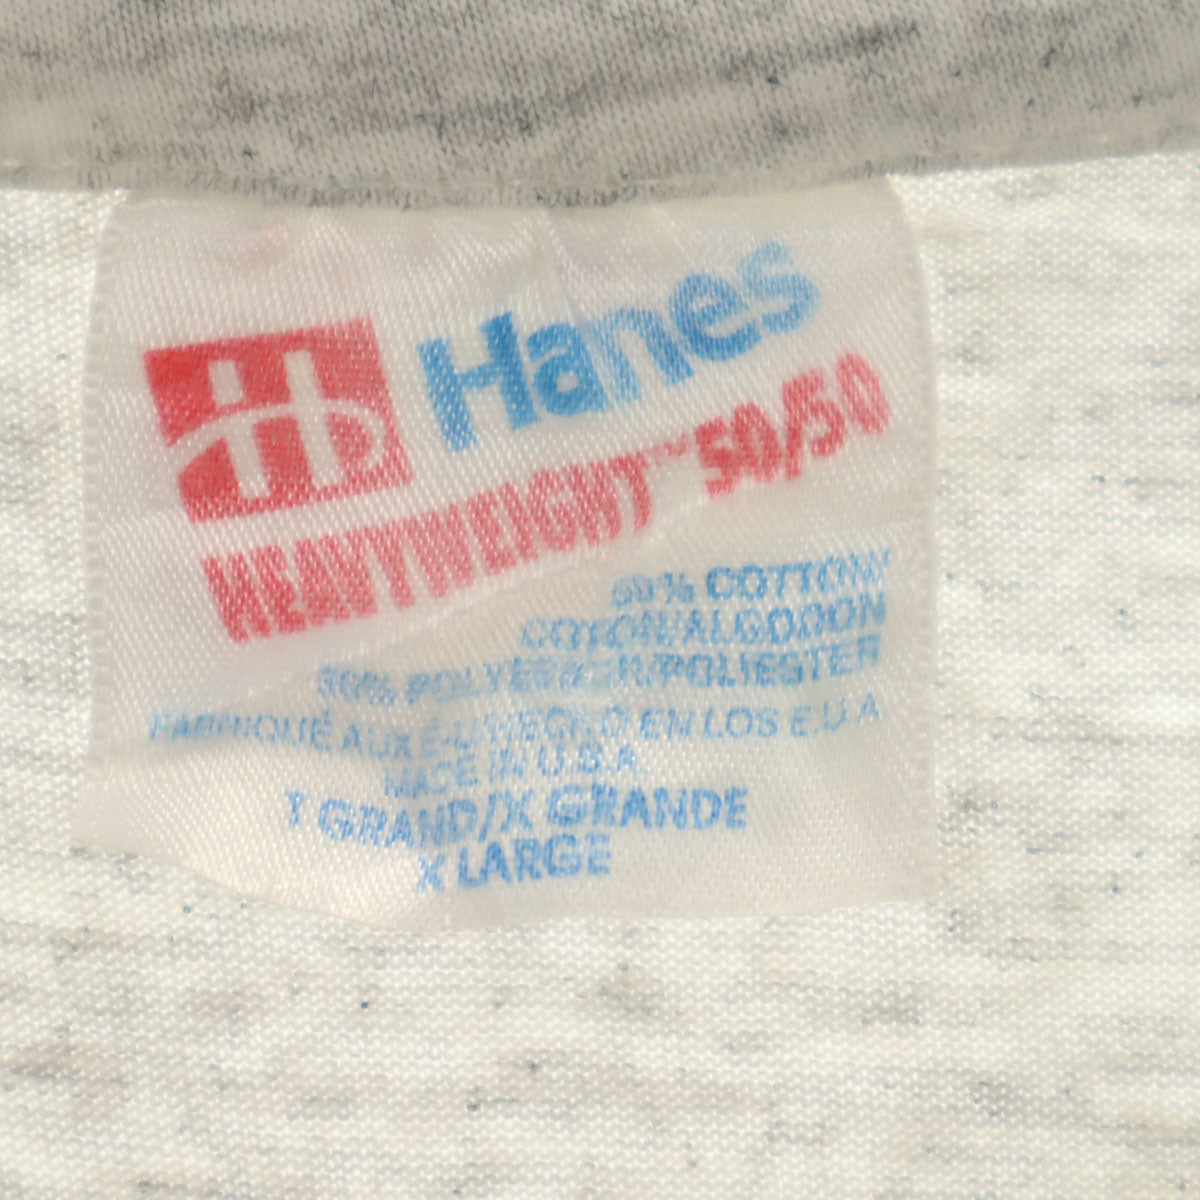 Hanes
HEAVYWEIGHT™ 50/50
50% COTTON/
COTON/ALGODON
50% POLYESTER/POLIESTER
FABRIQUÉ AUX É-U/HECHO EN LOS E.U.A
MADE IN U.S.A.
T GRAND/X GRANDE
X LARGE